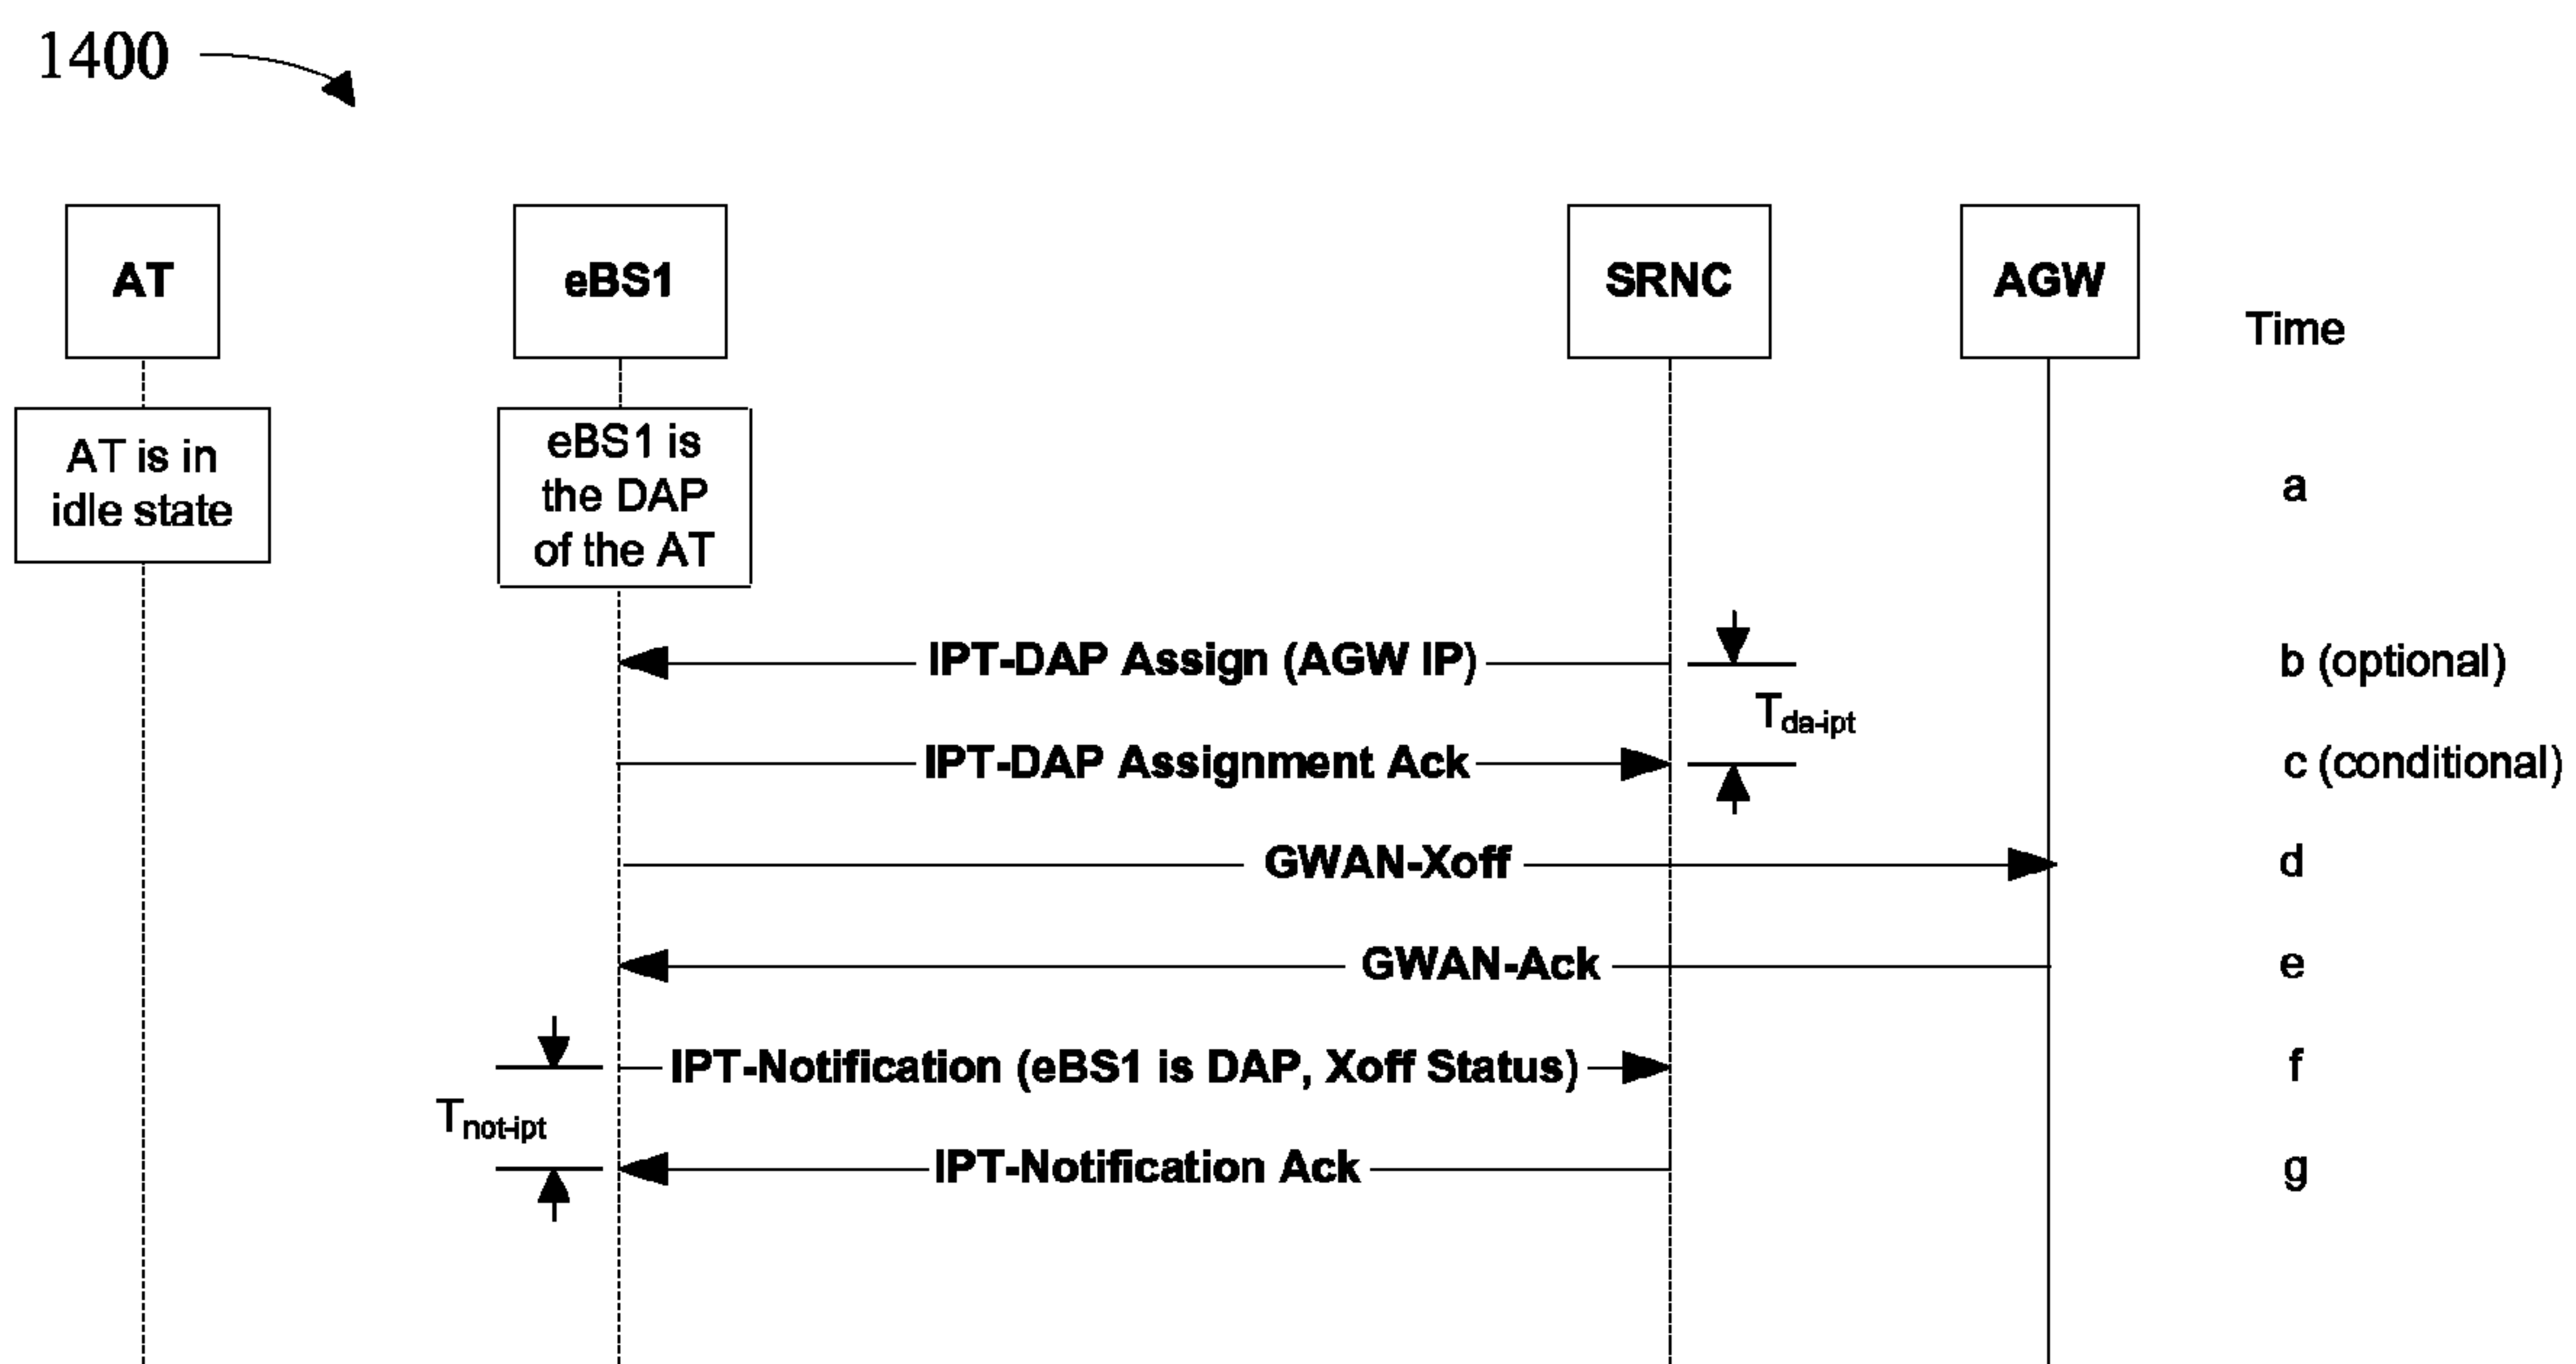 1400
AT
eBS1
SRNC
AGW
Time
AT is in
idle state
eBS1 is
the DAP
of the AT
a
IPT-DAP Assign (AGW IP)
b (optional)
Tda-ipt
IPT-DAP Assignment Ack
c (conditional)
GWAN-Xoff
d
GWAN-Ack
e
IPT-Notification (eBS1 is DAP, Xoff Status)
f
Tnot-ipt
IPT-Notification Ack
g